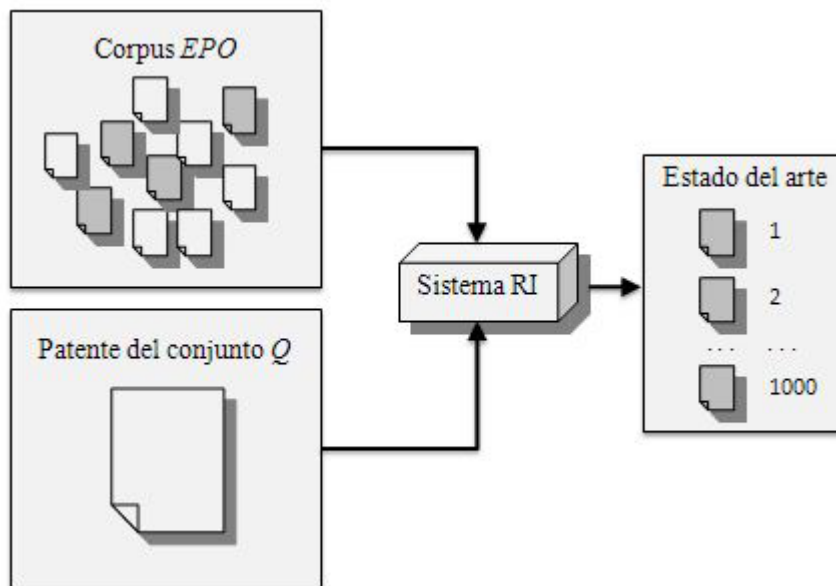 Corpus EPO
Patente del conjunto Q
Sistema RI
Estado del arte
1
2
. . . . . .
1000